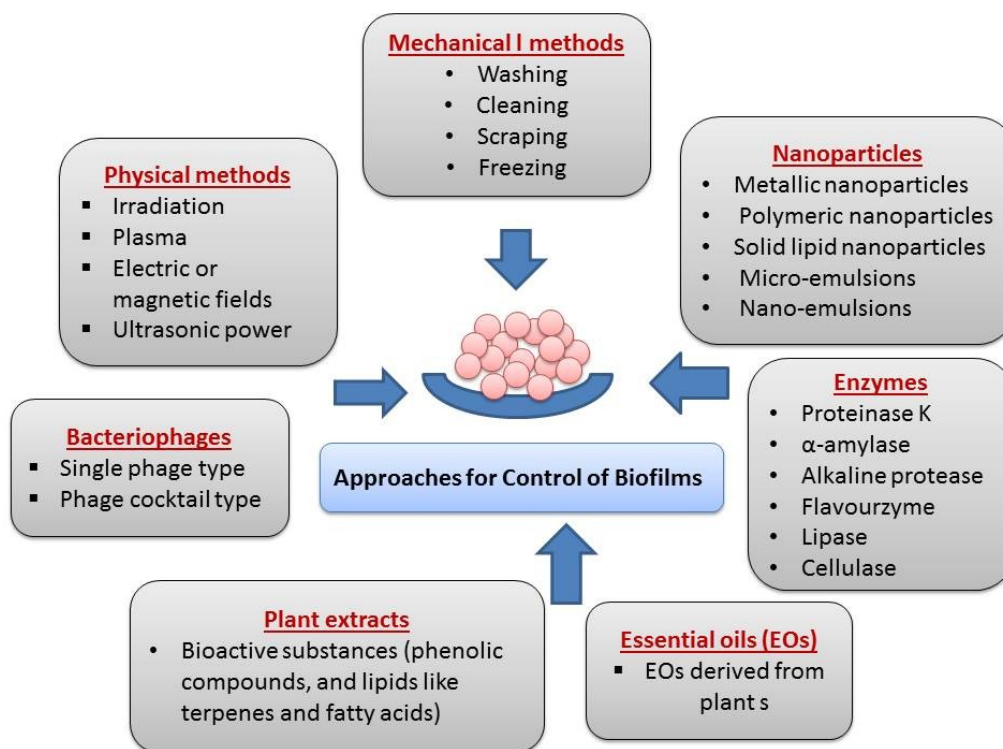 Mechanical l methods
• Washing
• Cleaning
• Scraping
• Freezing
Physical methods
▪ Irradiation
▪ Plasma
▪ Electric or
magnetic fields
▪ Ultrasonic power
Nanoparticles
• Metallic nanoparticles
• Polymeric nanoparticles
• Solid lipid nanoparticles
• Micro-emulsions
• Nano-emulsions
Bacteriophages
▪ Single phage type
▪ Phage cocktail type
Approaches for Control of Biofilms
Enzymes
• Proteinase K
• α-amylase
• Alkaline protease
• Flavourzyme
• Lipase
• Cellulase
Plant extracts
• Bioactive substances (phenolic
compounds, and lipids like
terpenes and fatty acids)
Essential oils (EOs)
▪ EOs derived from
plant s